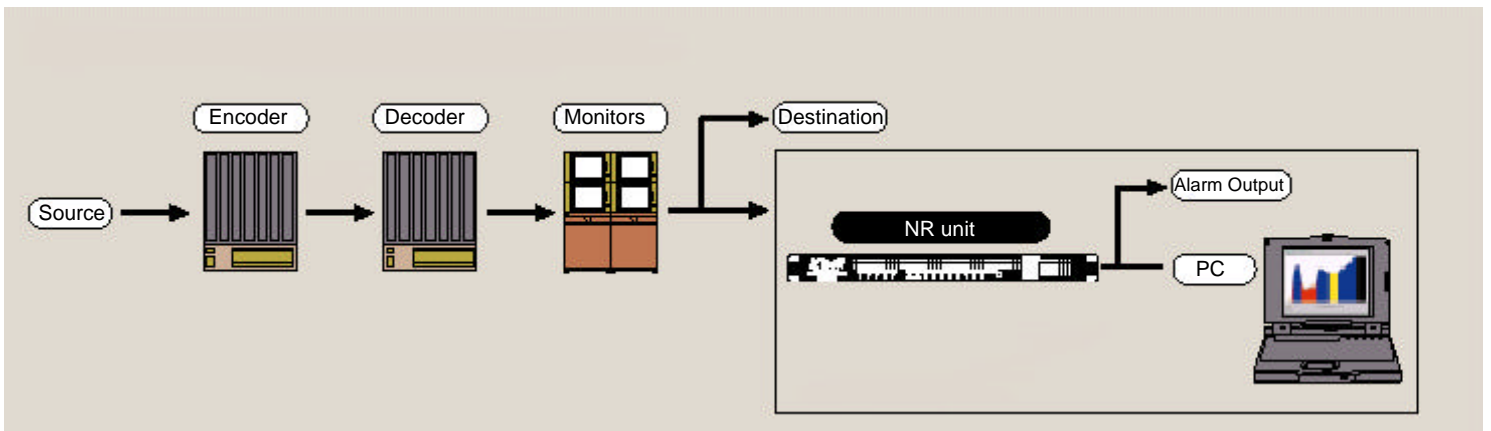 Encoder
Decoder
Monitors
Destination
Source
Alarm Output
NR unit
PC